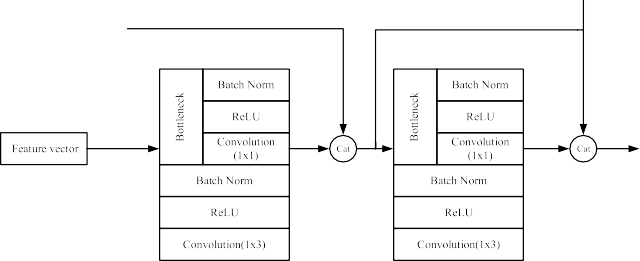 Feature vector
Bottleneck
Batch Norm
ReLU
Convolution
(1x1)
Batch Norm
ReLU
Convolution(1x3)
Cat
Bottleneck
Batch Norm
ReLU
Convolution
(1x1)
Batch Norm
ReLU
Convolution(1x3)
Cat